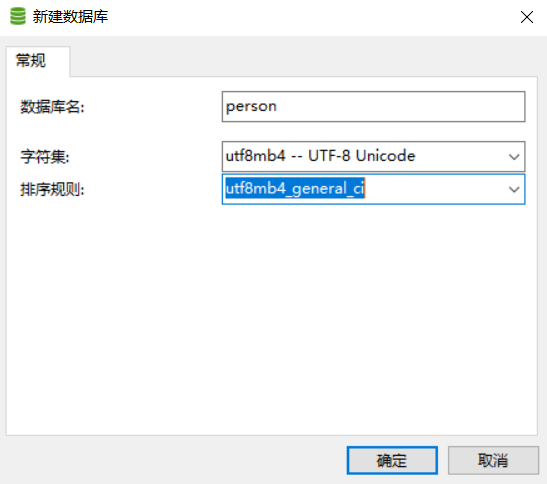 新建数据库
常规
数据库名: person
字符集: utf8mb4 -- UTF-8 Unicode
排序规则: utf8mb4_general_ci
确定 取消